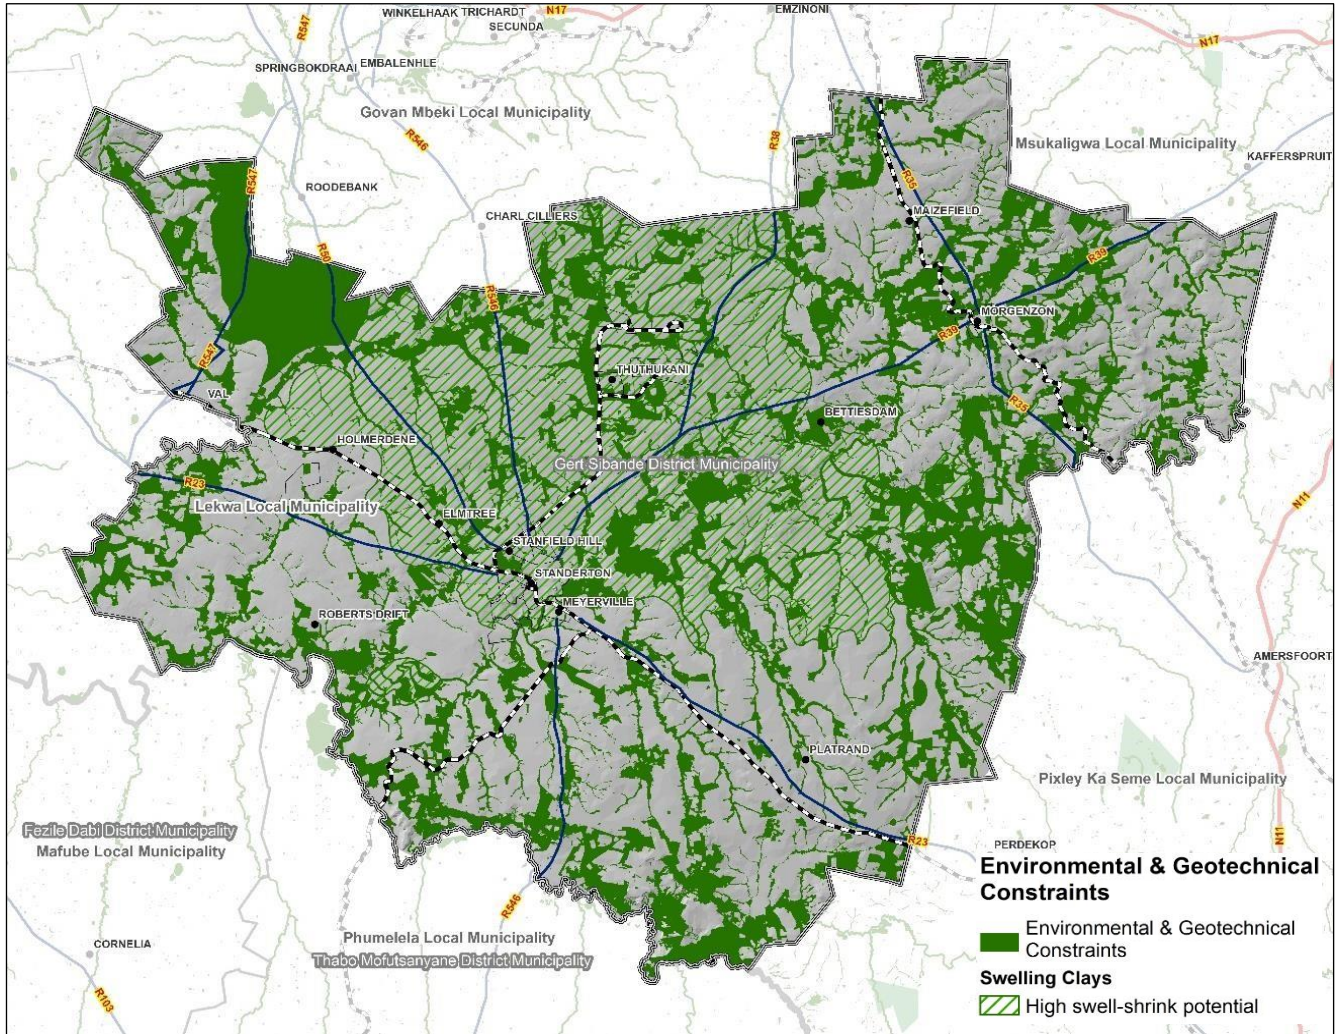 WINKELHAAK TRICHARDT
N17
EMZINONI
R547
SECUNDA
N17
SPRINGBOKDRAAI
EMBALENHLE
Govan Mbeki Local Municipality
R546
R38
Msukaligwa Local Municipality
KAFFERSPRUIT
R547
ROODEBANK
R35
CHARL CILLIERS
MAIZEFIELD
R50
R39
R546
MORGENZON
R39
R547
THUTHUKANI
VAL
BETTIESDAM
R35
HOLMERDENE
Gert Sibande District Municipality
R23
N11
Lekwa Local Municipality
ELMTREE
STANFIELD HILL
STANDERTON
MEYERVILLE
ROBERTS DRIFT
AMERSFOORT
PLATRAND
Pixley Ka Seme Local Municipality
Fezile Dabi District Municipality
Mafube Local Municipality
R23
N11
PERDEKOP
Environmental & Geotechnical
Constraints
R546
CORNELIA
Phumelela Local Municipality
Thabo Mofutsanyane District Municipality
Environmental & Geotechnical
Constraints
Swelling Clays
High swell-shrink potential
R103